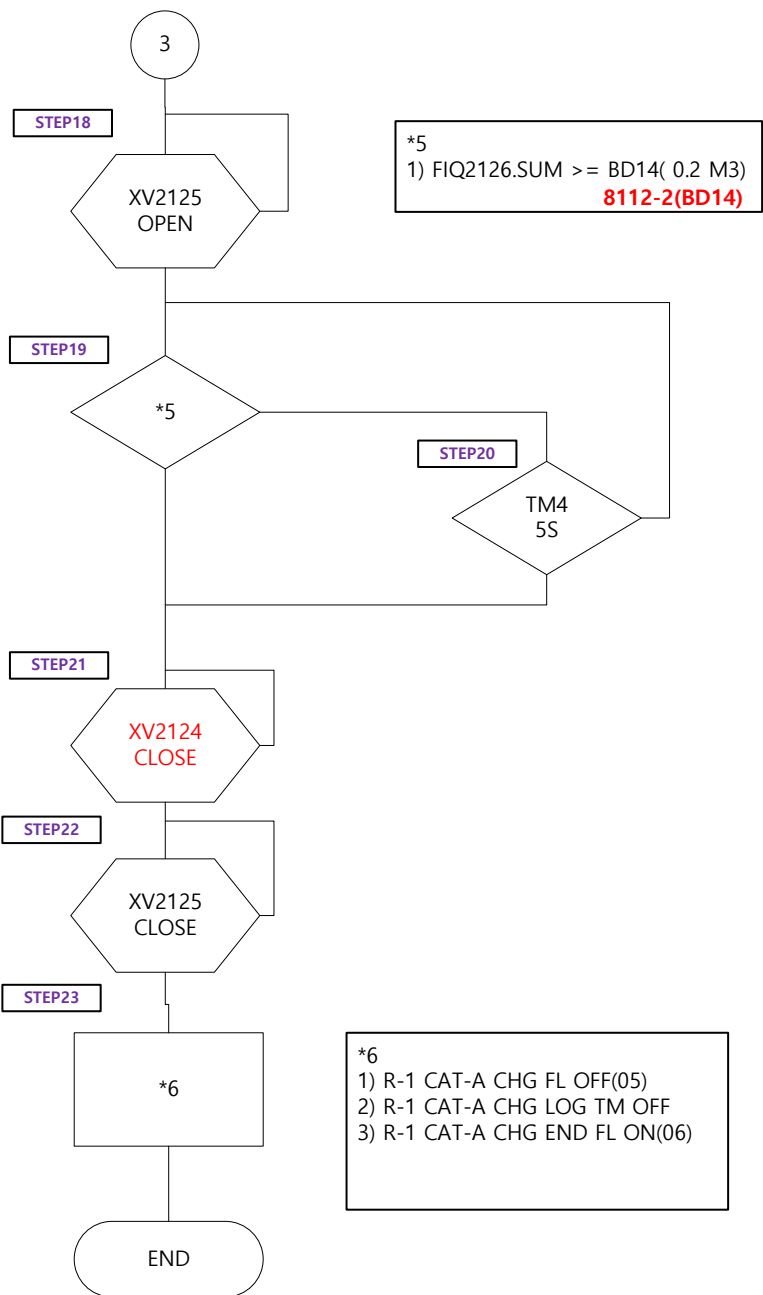 3
STEP18
XV2125
OPEN
*5
1) FIQ2126.SUM >= BD14( 0.2 M3)
8112-2(BD14)
STEP19
*5
STEP20
TM4
5S
STEP21
XV2124
CLOSE
STEP22
XV2125
CLOSE
STEP23
*6
*6
1) R-1 CAT-A CHG FL OFF(05)
2) R-1 CAT-A CHG LOG TM OFF
3) R-1 CAT-A CHG END FL ON(06)
END